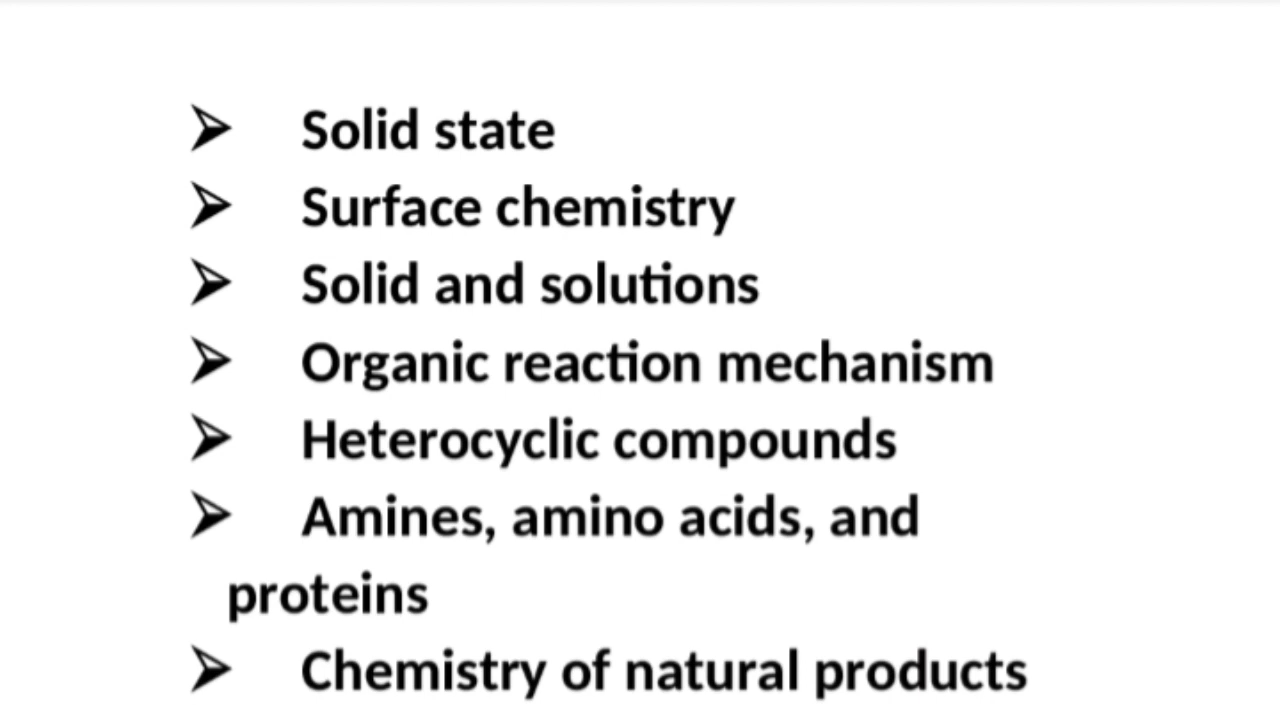 ➢ Solid state
➢ Surface chemistry
➢ Solid and solutions
➢ Organic reaction mechanism
➢ Heterocyclic compounds
➢ Amines, amino acids, and
proteins
➢ Chemistry of natural products